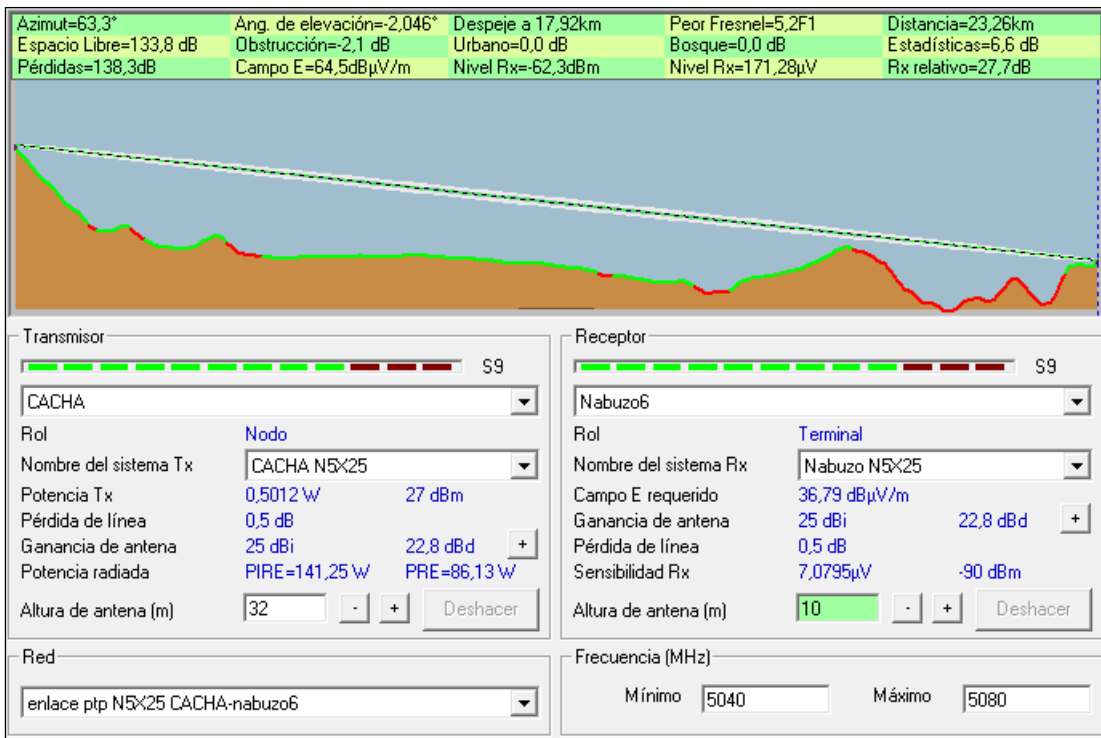 Azimut=63,3° Ang. de elevación=-2,046° Despeje a 17,92km Peor Fresnel=5,2F1 Distancia=23,26km
Espacio Libre=133,8 dB Obstrucción=-2,1 dB Urbano=0,0 dB Bosque=0,0 dB Estadísticas=6,6 dB
Pérdidas=138,3dB Campo E=64,5dBµV/m Nivel Rx=-62,3dBm Nivel Rx=171,28µV Rx relativo=27,7dB
Transmisor
S9
CACHA
Rol Nodo
Nombre del sistema Tx CACHA N5X25
Potencia Tx 0,5012 W 27 dBm
Pérdida de línea 0,5 dB
Ganancia de antena 25 dBi 22,8 dBd +
Potencia radiada PIRE=141,25 W PRE=86,13 W
Altura de antena (m) 32 - + Deshacer
Receptor
S9
Nabuzo6
Rol Terminal
Nombre del sistema Rx Nabuzo N5X25
Campo E requerido 36,79 dBµV/m
Ganancia de antena 25 dBi 22,8 dBd +
Pérdida de línea 0,5 dB
Sensibilidad Rx 7,0795µV -90 dBm
Altura de antena (m) 10 - + Deshacer
Red
enlace ptp N5X25 CACHA-nabuzo6
Frecuencia (MHz)
Mínimo 5040 Máximo 5080